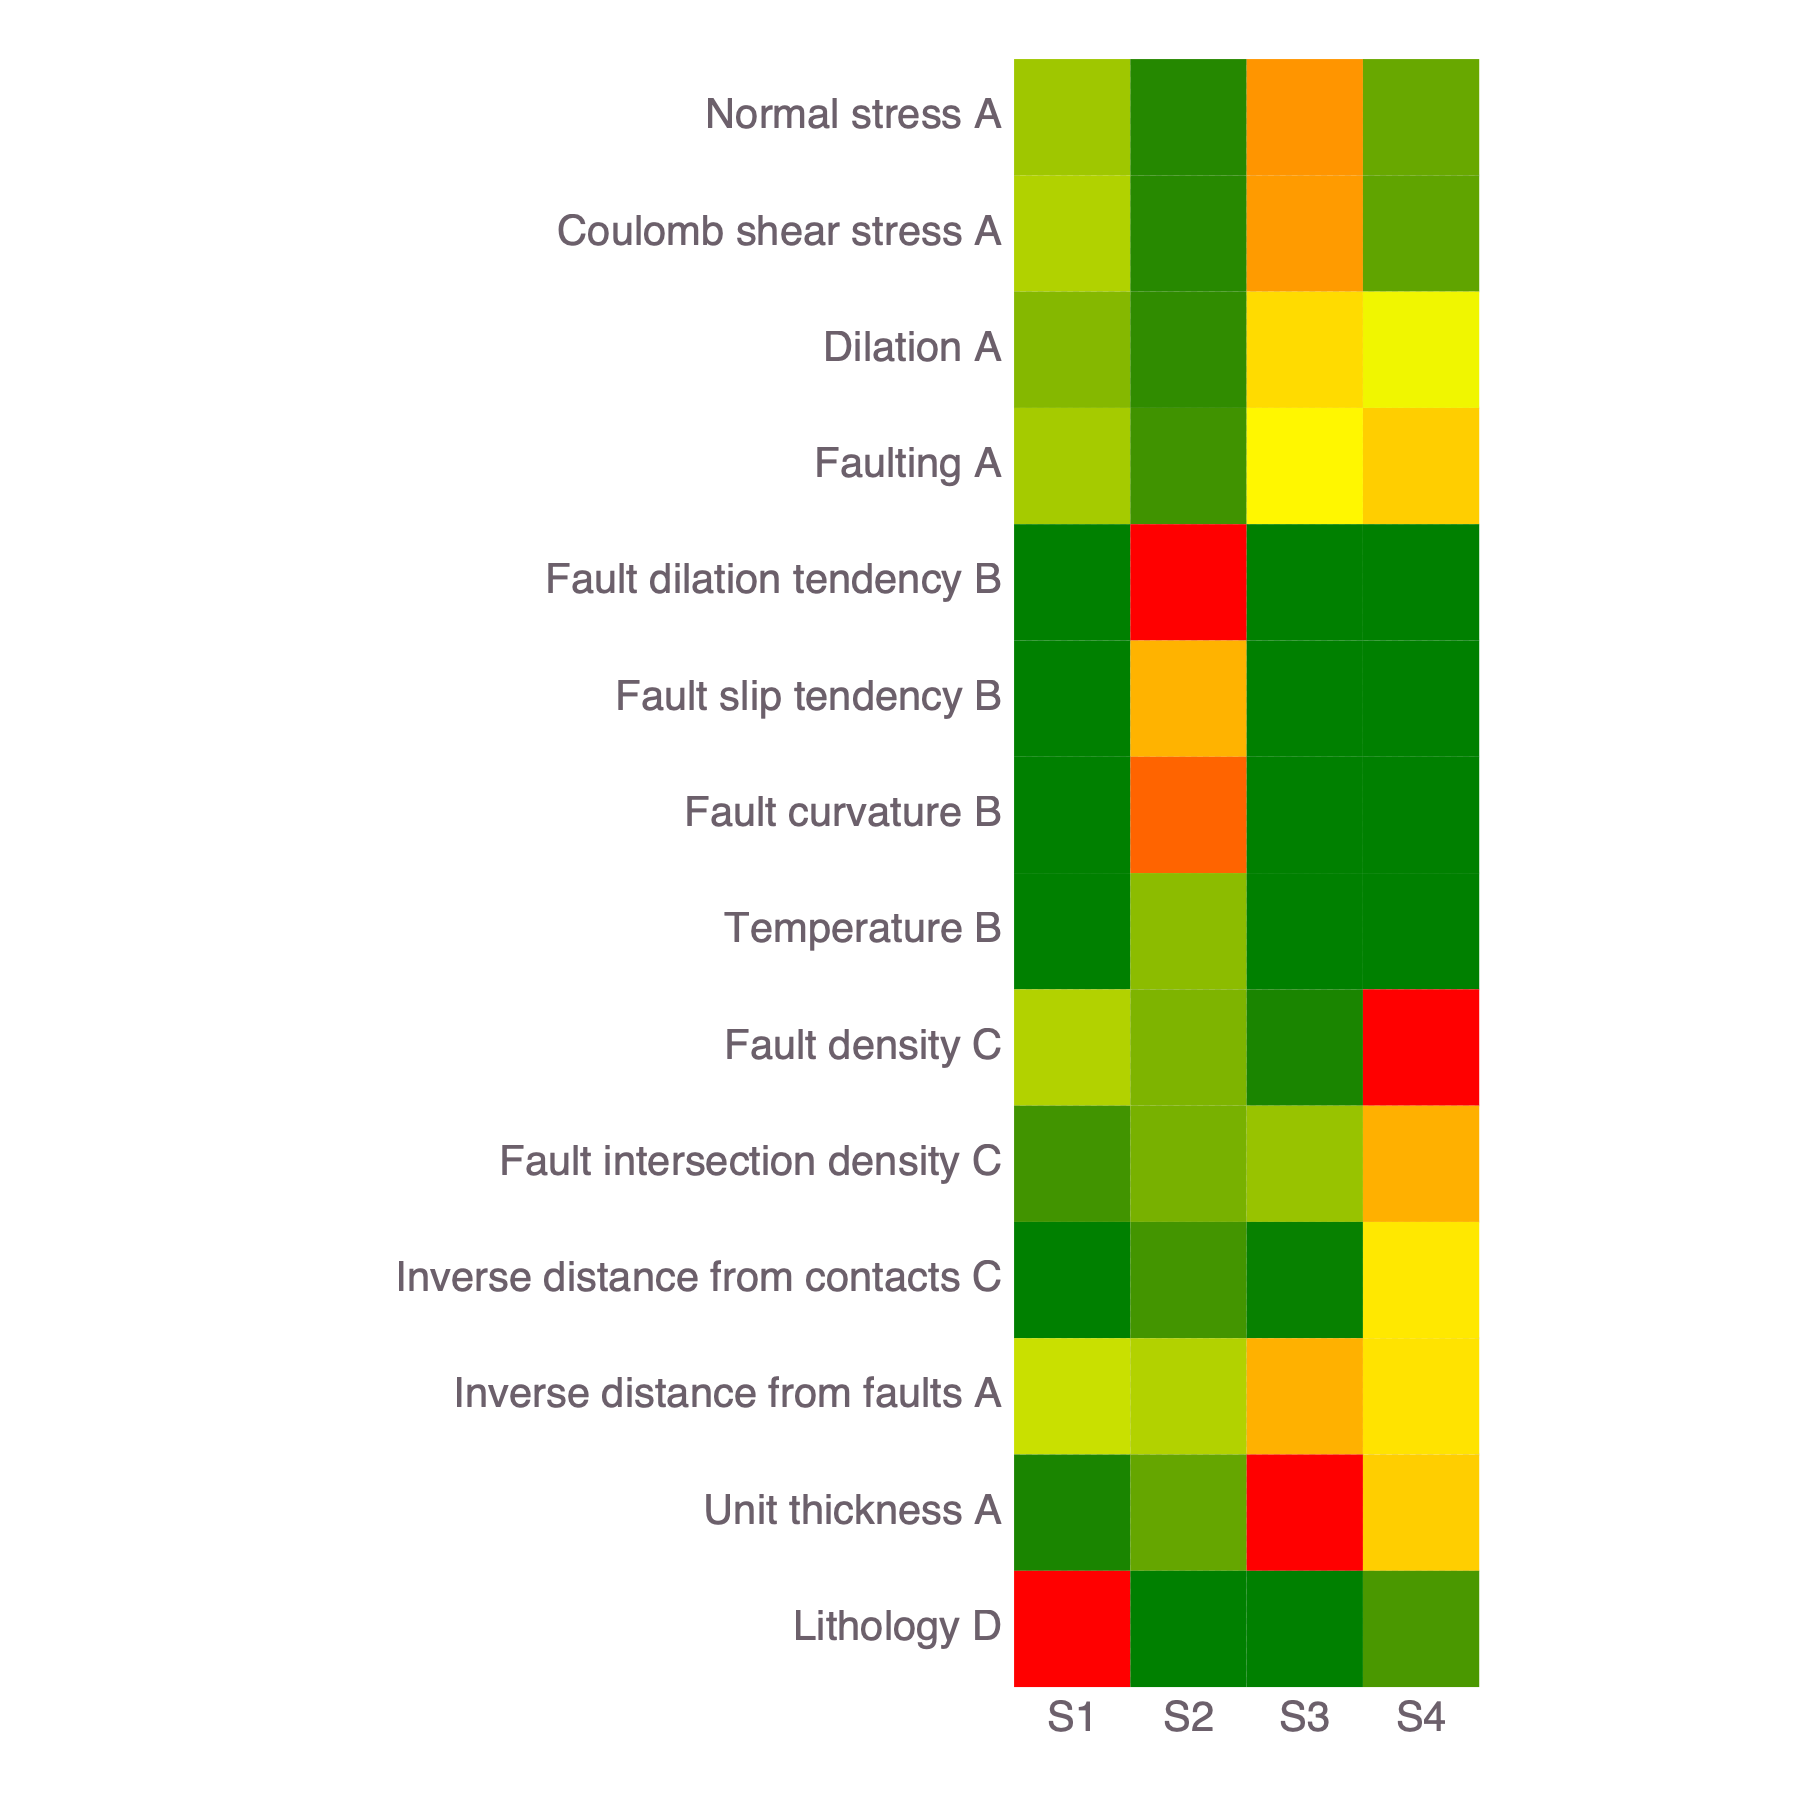 Normal stress A
Coulomb shear stress A
Dilation A
Faulting A
Fault dilation tendency B
Fault slip tendency B
Fault curvature B
Temperature B
Fault density C
Fault intersection density C
Inverse distance from contacts C
Inverse distance from faults A
Unit thickness A
Lithology D
S1 S2 S3 S4